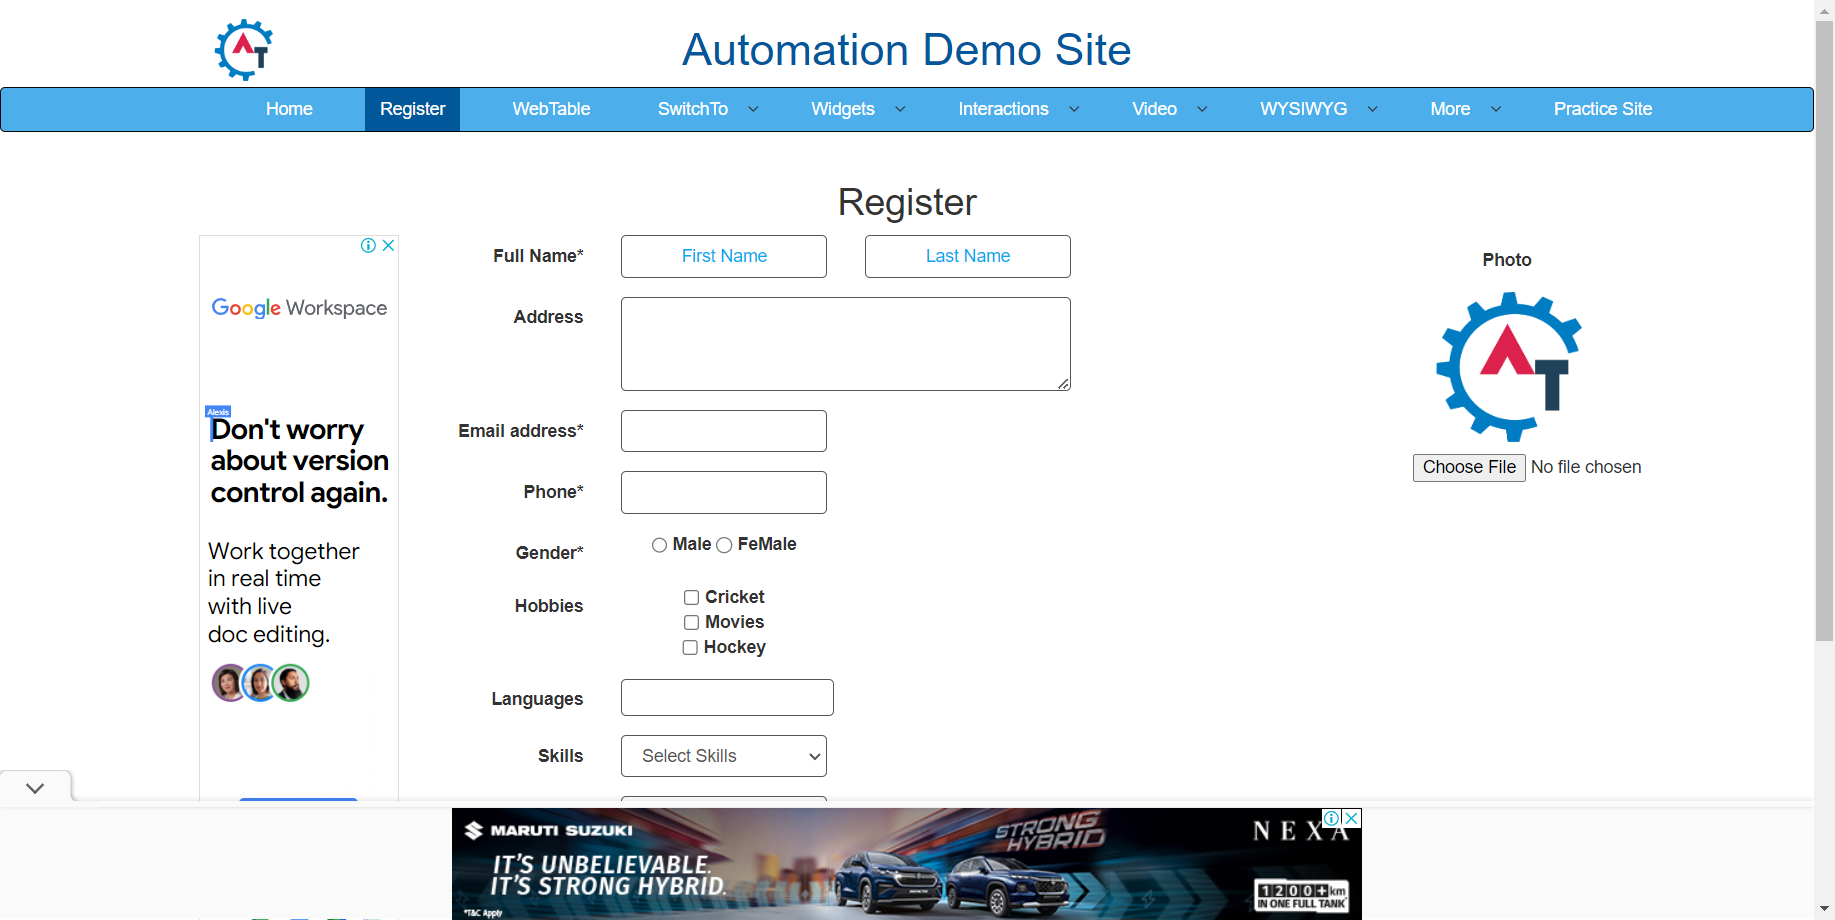 AT
Automation Demo Site
Home Register WebTable SwitchTo Widgets Interactions Video WYSIWYG More Practice Site
Register
Google Workspace
Alexis
Don't worry
about version
control again.
Work together
in real time
with live
doc editing.
Full Name* First Name Last Name
Address
Email address*
Phone*
Gender* Male FeMale
Hobbies
Cricket
Movies
Hockey
Languages
Skills Select Skills
Photo
AT
Choose File No file chosen
MARUTI SUZUKI
IT'S UNBELIEVABLE.
IT'S STRONG HYBRID.
*T&C Apply
STRONG
HYBRID
NEXA
1200+km
IN ONE FULL TANK*